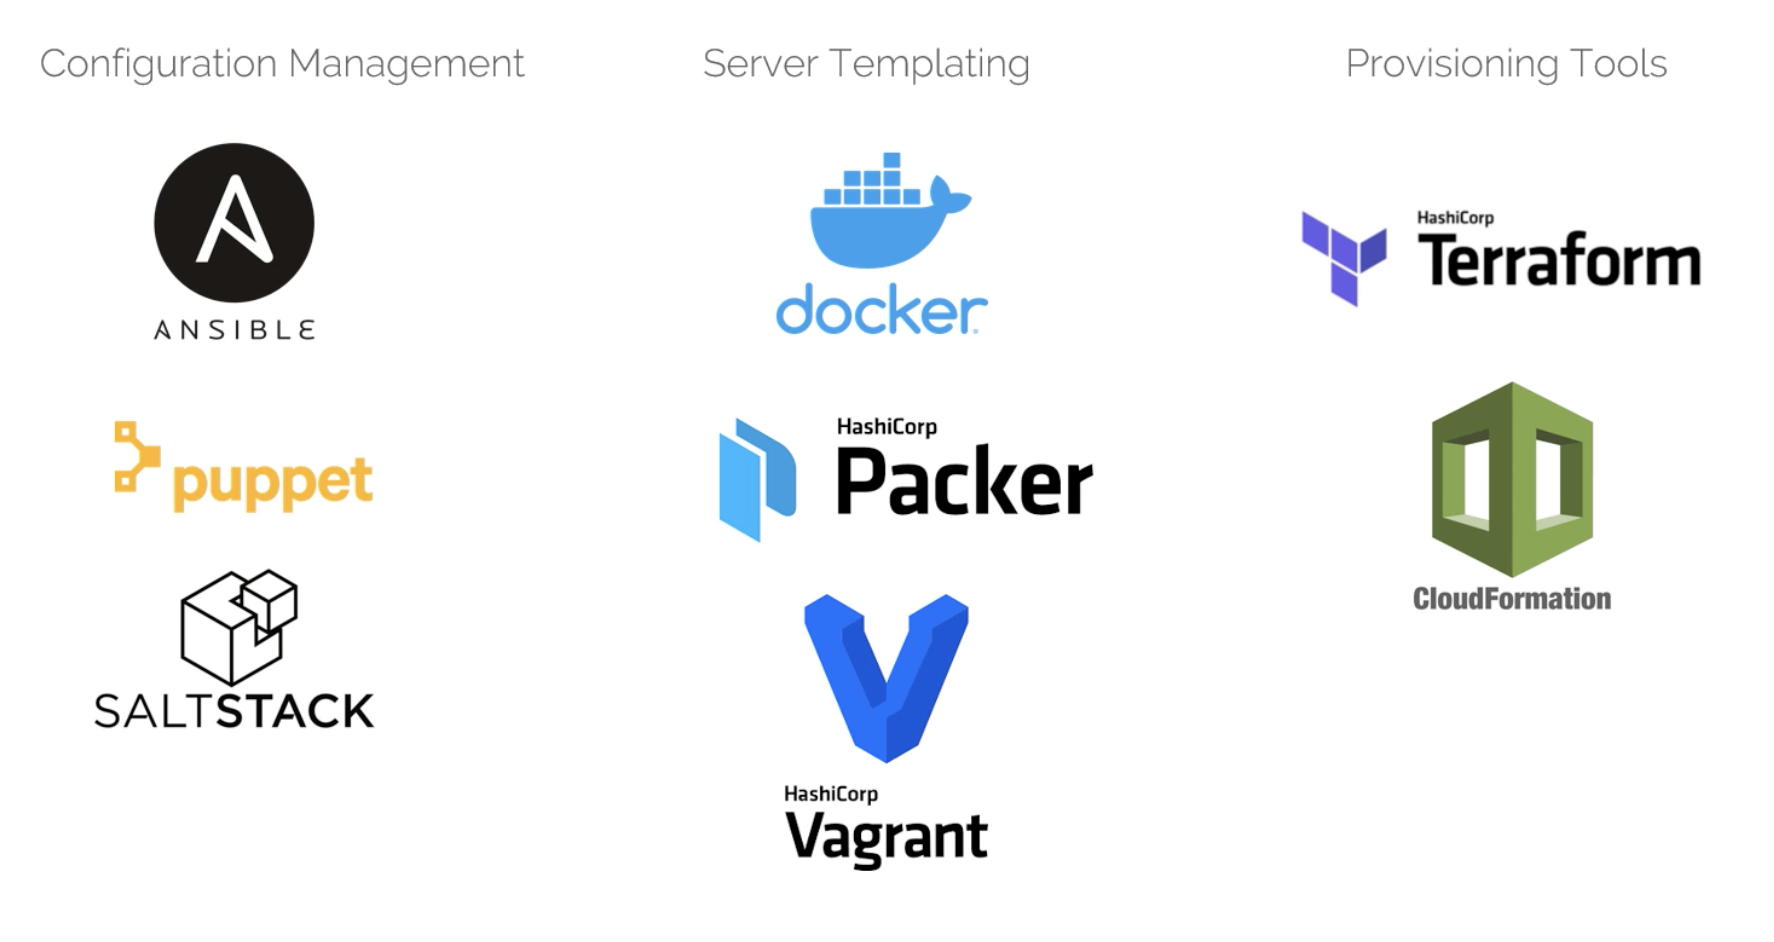 Configuration Management
Server Templating
Provisioning Tools
ANSIBLE
puppet
SALTSTACK
docker
HashiCorp
Packer
HashiCorp
Vagrant
HashiCorp
Terraform
CloudFormation